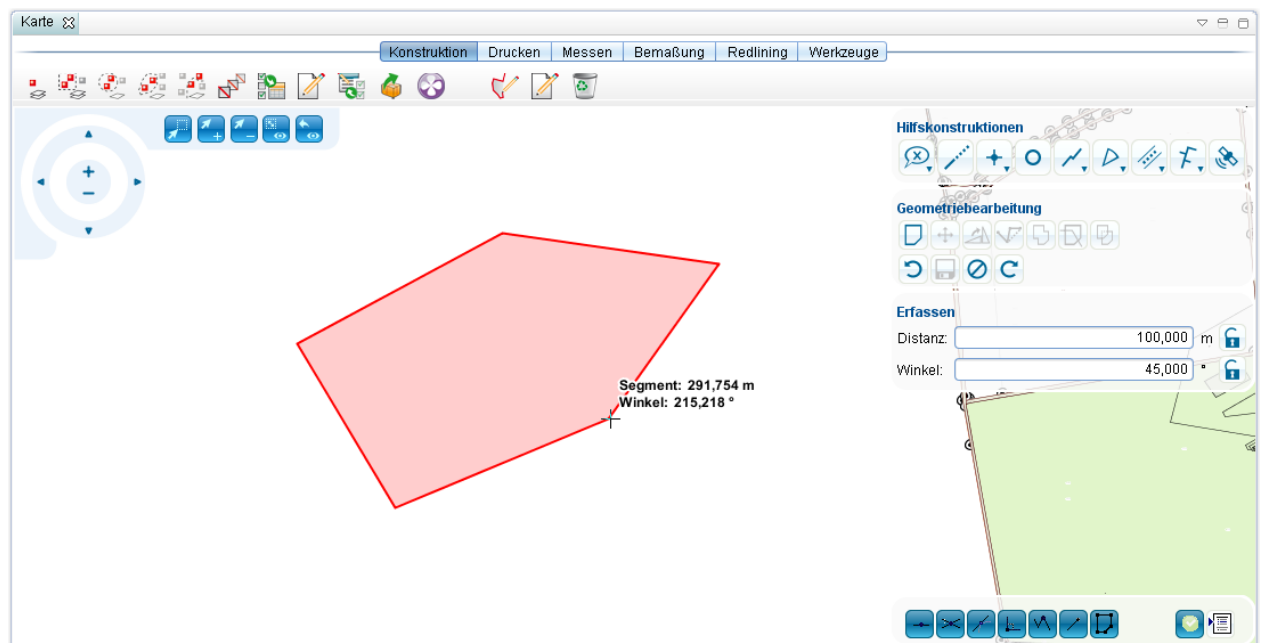 Karte
Konstruktion Drucken Messen Bemaßung Redlining Werkzeuge
Hilfskonstruktionen
Geometriebearbeitung
Erfassen
Distanz: 100,000 m
Winkel: 45,000 °
Segment: 291,754 m
Winkel: 215,218 °